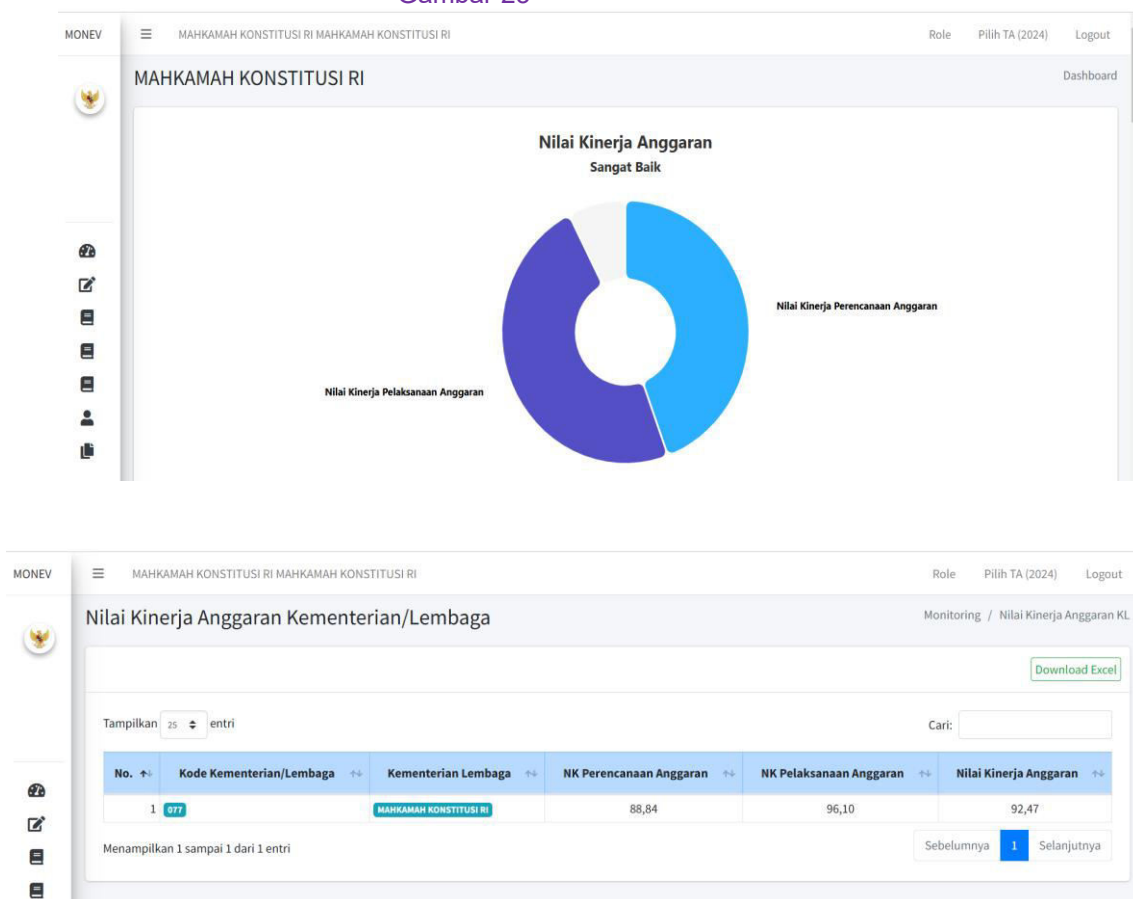 MONEV MAHKAMAH KONSTITUSI RI MAHKAMAH KONSTITUSI RI Role Pilih TA (2024) Logout
MAHKAMAH KONSTITUSI RI Dashboard
Nilai Kinerja Anggaran
Sangat Baik
Nilai Kinerja Perencanaan Anggaran
Nilai Kinerja Pelaksanaan Anggaran
MONEV MAHKAMAH KONSTITUSI RI MAHKAMAH KONSTITUSI RI Role Pilih TA (2024) Logout
Nilai Kinerja Anggaran Kementerian/Lembaga Monitoring / Nilai Kinerja Anggaran KL
Download Excel
Tampilkan 25 entri Cari:
No. Kode Kementerian/Lembaga Kementerian Lembaga NK Perencanaan Anggaran NK Pelaksanaan Anggaran Nilai Kinerja Anggaran
1 077 MAHKAMAH KONSTITUSI RI 88,84 96,10 92,47
Menampilkan 1 sampai 1 dari 1 entri Sebelumnya 1 Selanjutnya